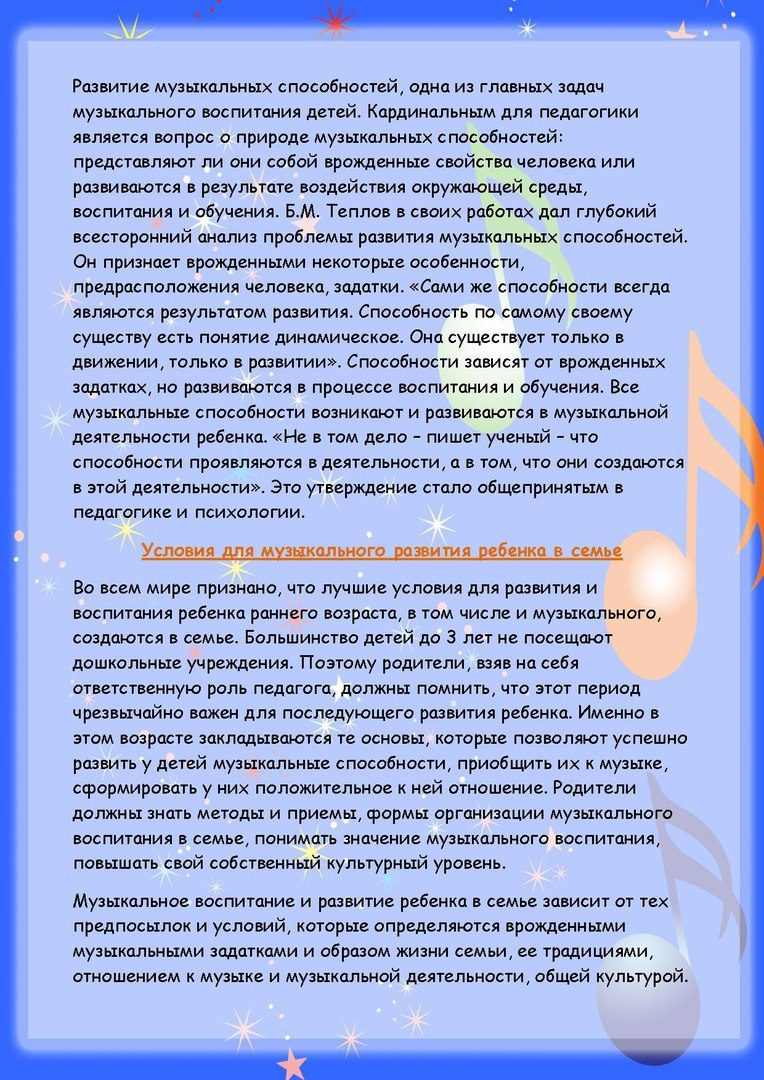 Развитие музыкальных способностей, одна из главных задач
музыкального воспитания детей. Кардинальным для педагогики
является вопрос о природе музыкальных способностей:
представляют ли они собой врожденные свойства человека или
развиваются в результате воздействия окружающей среды,
воспитания и обучения. Б.М. Теплов в своих работах дал глубокий
всесторонний анализ проблемы развития музыкальных способностей.
Он признает врожденными некоторые особенности,
предрасположения человека, задатки. «Сами же способности всегда
являются результатом развития. Способность по самому своему
существу есть понятие динамическое. Она существует только в
движении, только в развитии». Способности зависят от врожденных
задатках, но развиваются в процессе воспитания и обучения. Все
музыкальные способности возникают и развиваются в музыкальной
деятельности ребенка. «Не в том дело – пишет ученый – что
способности проявляются в деятельности, а в том, что они создаются
в этой деятельности». Это утверждение стало общепринятым в
педагогике и психологии.
Условия для музыкального развития ребенка в семье
Во всем мире признано, что лучшие условия для развития и
воспитания ребенка раннего возраста, в том числе и музыкального,
создаются в семье. Большинство детей до 3 лет не посещают
дошкольные учреждения. Поэтому родители, взяв на себя
ответственную роль педагога, должны помнить, что этот период
чрезвычайно важен для последующего развития ребенка. Именно в
этом возрасте закладываются те основы, которые позволяют успешно
развить у детей музыкальные способности, приобщить их к музыке,
сформировать у них положительное к ней отношение. Родители
должны знать методы и приемы, формы организации музыкального
воспитания в семье, понимать значение музыкального воспитания,
повышать свой собственный культурный уровень.
Музыкальное воспитание и развитие ребенка в семье зависит от тех
предпосылок и условий, которые определяются врожденными
музыкальными задатками и образом жизни семьи, ее традициями,
отношением к музыке и музыкальной деятельности, общей культурой.